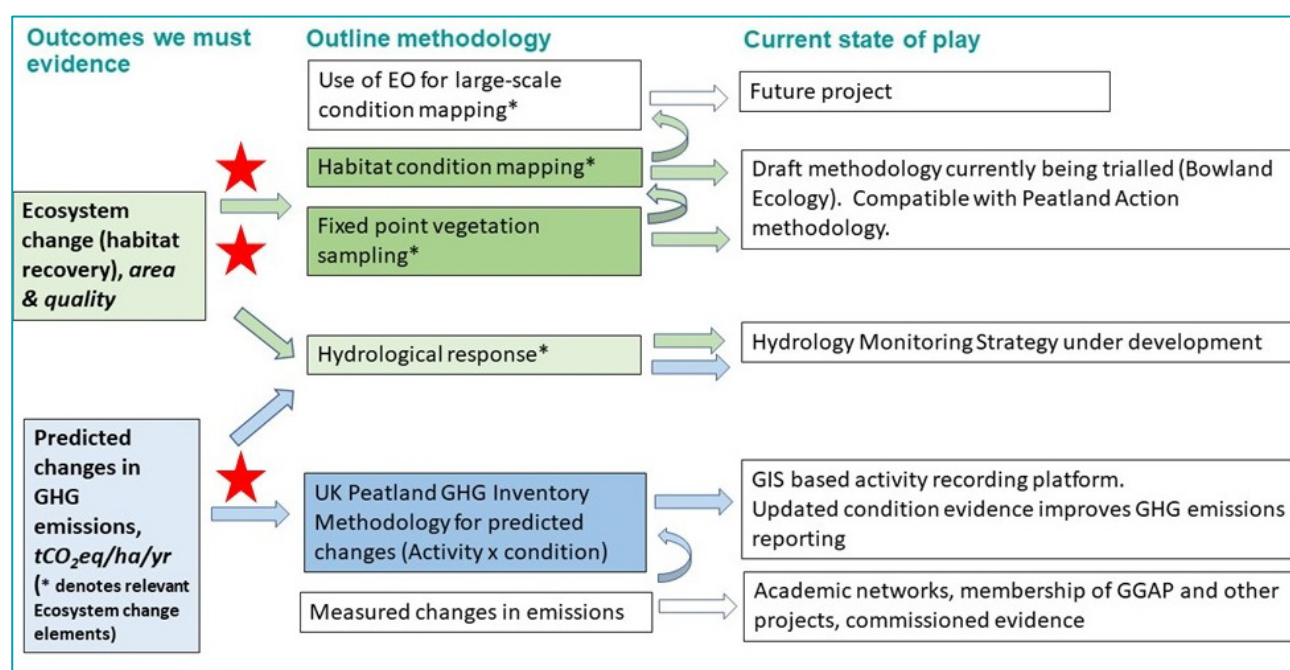 Outcomes we must
evidence
Outline methodology
Current state of play
Use of EO for large-scale
condition mapping*
Future project
Habitat condition mapping*
Fixed point vegetation
sampling*
Draft methodology currently being trialled (Bowland
Ecology).  Compatible with Peatland Action
methodology.
Ecosystem
change (habitat
recovery), area
& quality
Hydrological response*
Hydrology Monitoring Strategy under development
Predicted
changes in
GHG
emissions,
tCO₂eq/ha/yr
(* denotes relevant
Ecosystem change
elements)
UK Peatland GHG Inventory
Methodology for predicted
changes (Activity x condition)
GIS based activity recording platform.
Updated condition evidence improves GHG emissions
reporting
Measured changes in emissions
Academic networks, membership of GGAP and other
projects, commissioned evidence